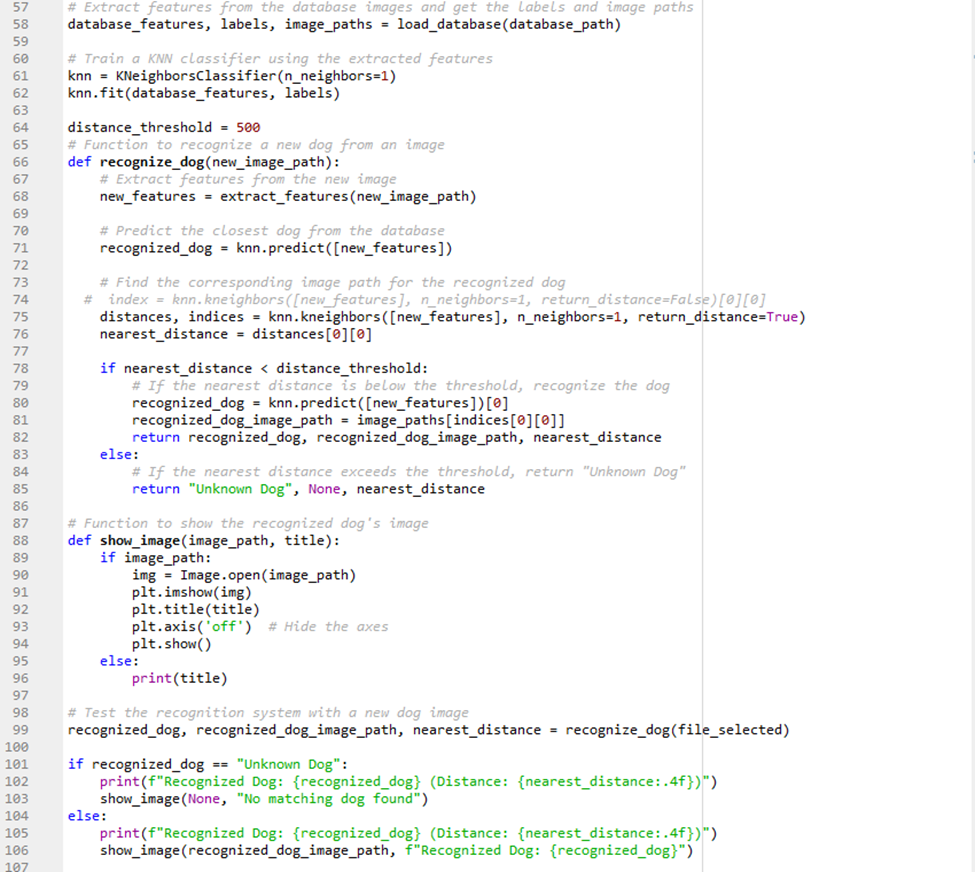 57 # Extract features from the database images and get the labels and image paths
58 database_features, labels, image_paths = load_database(database_path)
59
60 # Train a KNN classifier using the extracted features
61 knn = KNeighborsClassifier(n_neighbors=1)
62 knn.fit(database_features, labels)
63
64 distance_threshold = 500
65 # Function to recognize a new dog from an image
66 def recognize_dog(new_image_path):
67     # Extract features from the new image
68     new_features = extract_features(new_image_path)
69
70     # Predict the closest dog from the database
71     recognized_dog = knn.predict([new_features])
72
73     # Find the corresponding image path for the recognized dog
74   #  index = knn.kneighbors([new_features], n_neighbors=1, return_distance=False)[0][0]
75     distances, indices = knn.kneighbors([new_features], n_neighbors=1, return_distance=True)
76     nearest_distance = distances[0][0]
77
78     if nearest_distance < distance_threshold:
79         # If the nearest distance is below the threshold, recognize the dog
80         recognized_dog = knn.predict([new_features])[0]
81         recognized_dog_image_path = image_paths[indices[0][0]]
82         return recognized_dog, recognized_dog_image_path, nearest_distance
83     else:
84         # If the nearest distance exceeds the threshold, return "Unknown Dog"
85         return "Unknown Dog", None, nearest_distance
86
87 # Function to show the recognized dog's image
88 def show_image(image_path, title):
89     if image_path:
90         img = Image.open(image_path)
91         plt.imshow(img)
92         plt.title(title)
93         plt.axis('off')  # Hide the axes
94         plt.show()
95     else:
96         print(title)
97
98 # Test the recognition system with a new dog image
99 recognized_dog, recognized_dog_image_path, nearest_distance = recognize_dog(file_selected)
100
101 if recognized_dog == "Unknown Dog":
102     print(f"Recognized Dog: {recognized_dog} (Distance: {nearest_distance:.4f})")
103     show_image(None, "No matching dog found")
104 else:
105     print(f"Recognized Dog: {recognized_dog} (Distance: {nearest_distance:.4f})")
106     show_image(recognized_dog_image_path, f"Recognized Dog: {recognized_dog}")
107